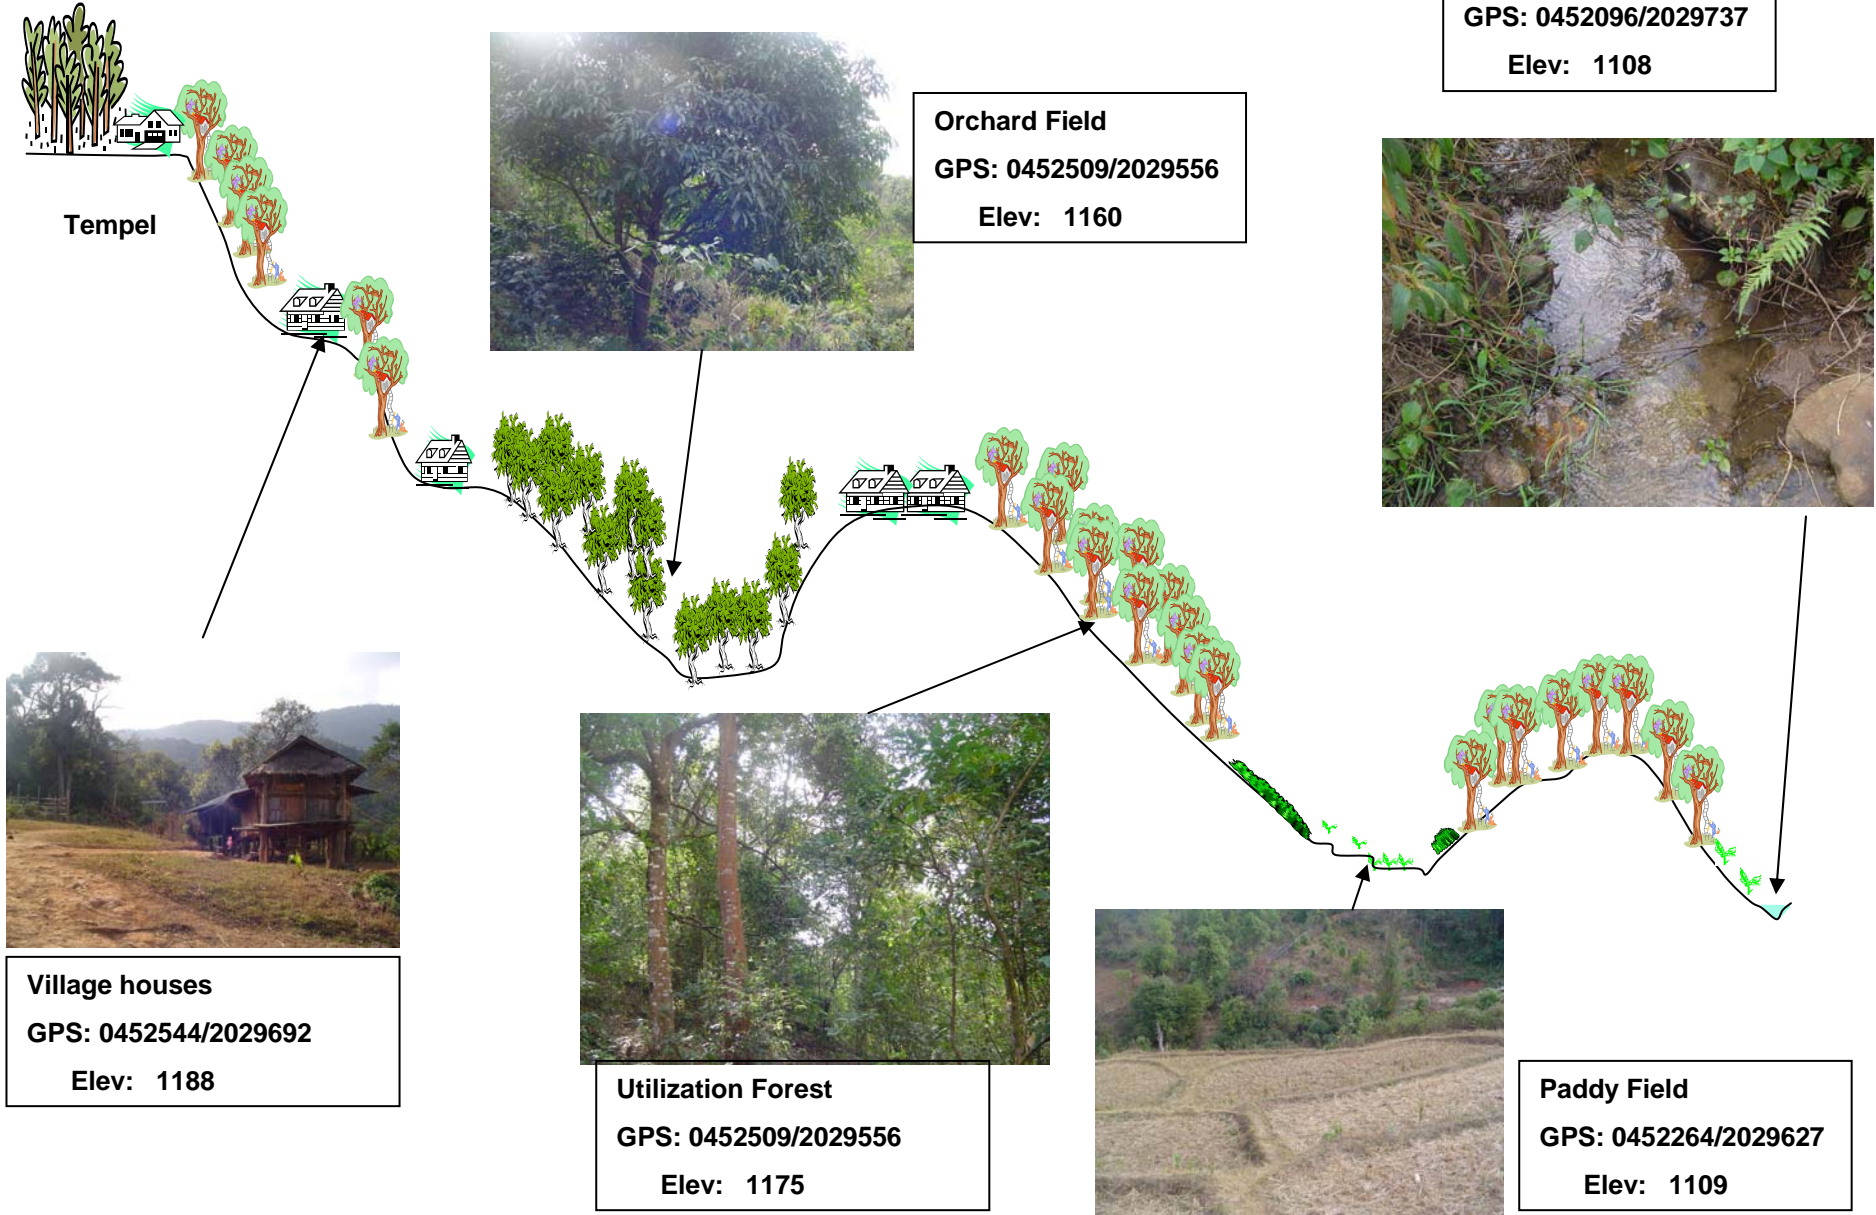 GPS: 0452096/2029737
Elev: 1108
Orchard Field
GPS: 0452509/2029556
Elev: 1160
Tempel
Village houses
GPS: 0452544/2029692
Elev: 1188
Utilization Forest
GPS: 0452509/2029556
Elev: 1175
Paddy Field
GPS: 0452264/2029627
Elev: 1109